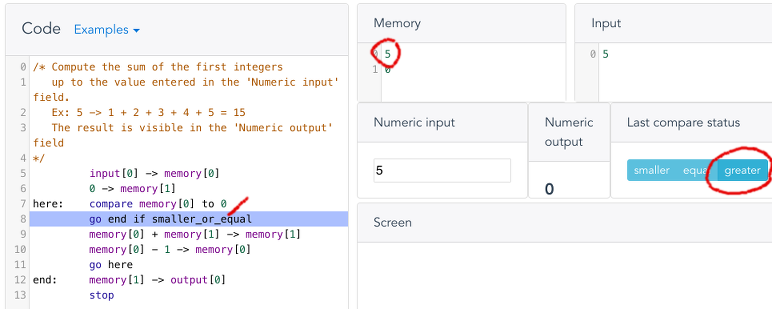 Code Examples
0 /* Compute the sum of the first integers
1 up to the value entered in the 'Numeric input'
field.
2 Ex: 5 -> 1 + 2 + 3 + 4 + 5 = 15
3 The result is visible in the 'Numeric output'
field
4 */
5 input[0] -> memory[0]
6 0 -> memory[1]
7 here: compare memory[0] to 0
8 go end if smaller_or_equal
9 memory[0] + memory[1] -> memory[1]
10 memory[0] - 1 -> memory[0]
11 go here
12 end: memory[1] -> output[0]
13 stop
Memory
0 5
1 0
Input
0 5
Numeric input
5
Numeric
output
0
Last compare status
smaller equa greater
Screen